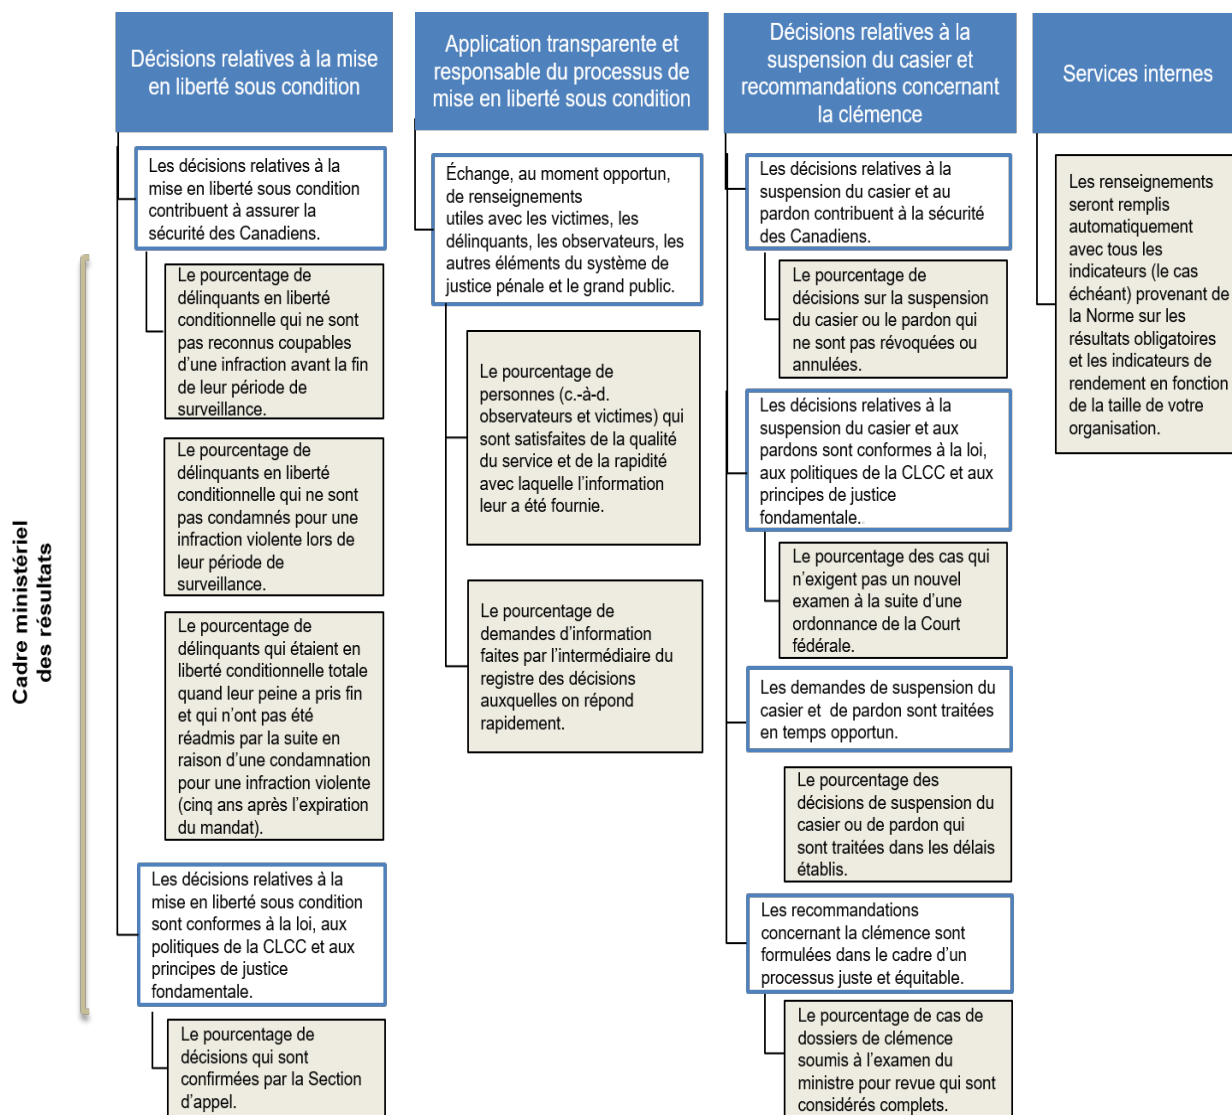 Décisions relatives à la mise
en liberté sous condition
Les décisions relatives à la
mise en liberté sous condition
contribuent à assurer la
sécurité des Canadiens.
Le pourcentage de
délinquants en liberté
conditionnelle qui ne sont
pas reconnus coupables
d’une infraction avant la fin
de leur période de
surveillance.
Le pourcentage de
délinquants en liberté
conditionnelle qui ne sont
pas condamnés pour une
infraction violente lors de
leur période de
surveillance.
Le pourcentage de
délinquants qui étaient en
liberté conditionnelle totale
quand leur peine a pris fin
et qui n’ont pas été
réadmis par la suite en
raison d’une condamnation
pour une infraction violente
(cinq ans après l’expiration
du mandat).
Les décisions relatives à la
mise en liberté sous condition
sont conformes à la loi, aux
politiques de la CLCC et aux
principes de justice
fondamentale.
Le pourcentage de
décisions qui sont
confirmées par la Section
d’appel.
Application transparente et
responsable du processus de
mise en liberté sous condition
Échange, au moment opportun,
de renseignements
utiles avec les victimes, les
délinquants, les observateurs, les
autres éléments du système de
justice pénale et le grand public.
Le pourcentage de
personnes (c.-à-d.
observateurs et victimes) qui
sont satisfaites de la qualité
du service et de la rapidité
avec laquelle l’information
leur a été fournie.
Le pourcentage de
demandes d’information
faites par l’intermédiaire du
registre des décisions
auxquelles on répond
rapidement.
Décisions relatives à la
suspension du casier et
recommandations concernant
la clémence
Les décisions relatives à la
suspension du casier et au
pardon contribuent à la sécurité
des Canadiens.
Le pourcentage de
décisions sur la suspension
du casier ou le pardon qui
ne sont pas révoquées ou
annulées.
Les décisions relatives à la
suspension du casier et aux
pardons sont conformes à la loi,
aux politiques de la CLCC et aux
principes de justice
fondamentale.
Le pourcentage des cas qui
n’exigent pas un nouvel
examen à la suite d’une
ordonnance de la Court
fédérale.
Les demandes de suspension du
casier et de pardon sont traitées
en temps opportun.
Le pourcentage des
décisions de suspension du
casier ou de pardon qui
sont traitées dans les délais
établis.
Les recommandations
concernant la clémence sont
formulées dans le cadre d’un
processus juste et équitable.
Le pourcentage de cas de
dossiers de clémence
soumis à l’examen du
ministre pour revue qui sont
considérés complets.
Services internes
Les renseignements
seront remplis
automatiquement
avec tous les
indicateurs (le cas
échéant) provenant de
la Norme sur les
résultats obligatoires
et les indicateurs de
rendement en fonction
de la taille de votre
organisation.
Cadre ministériel
des résultats